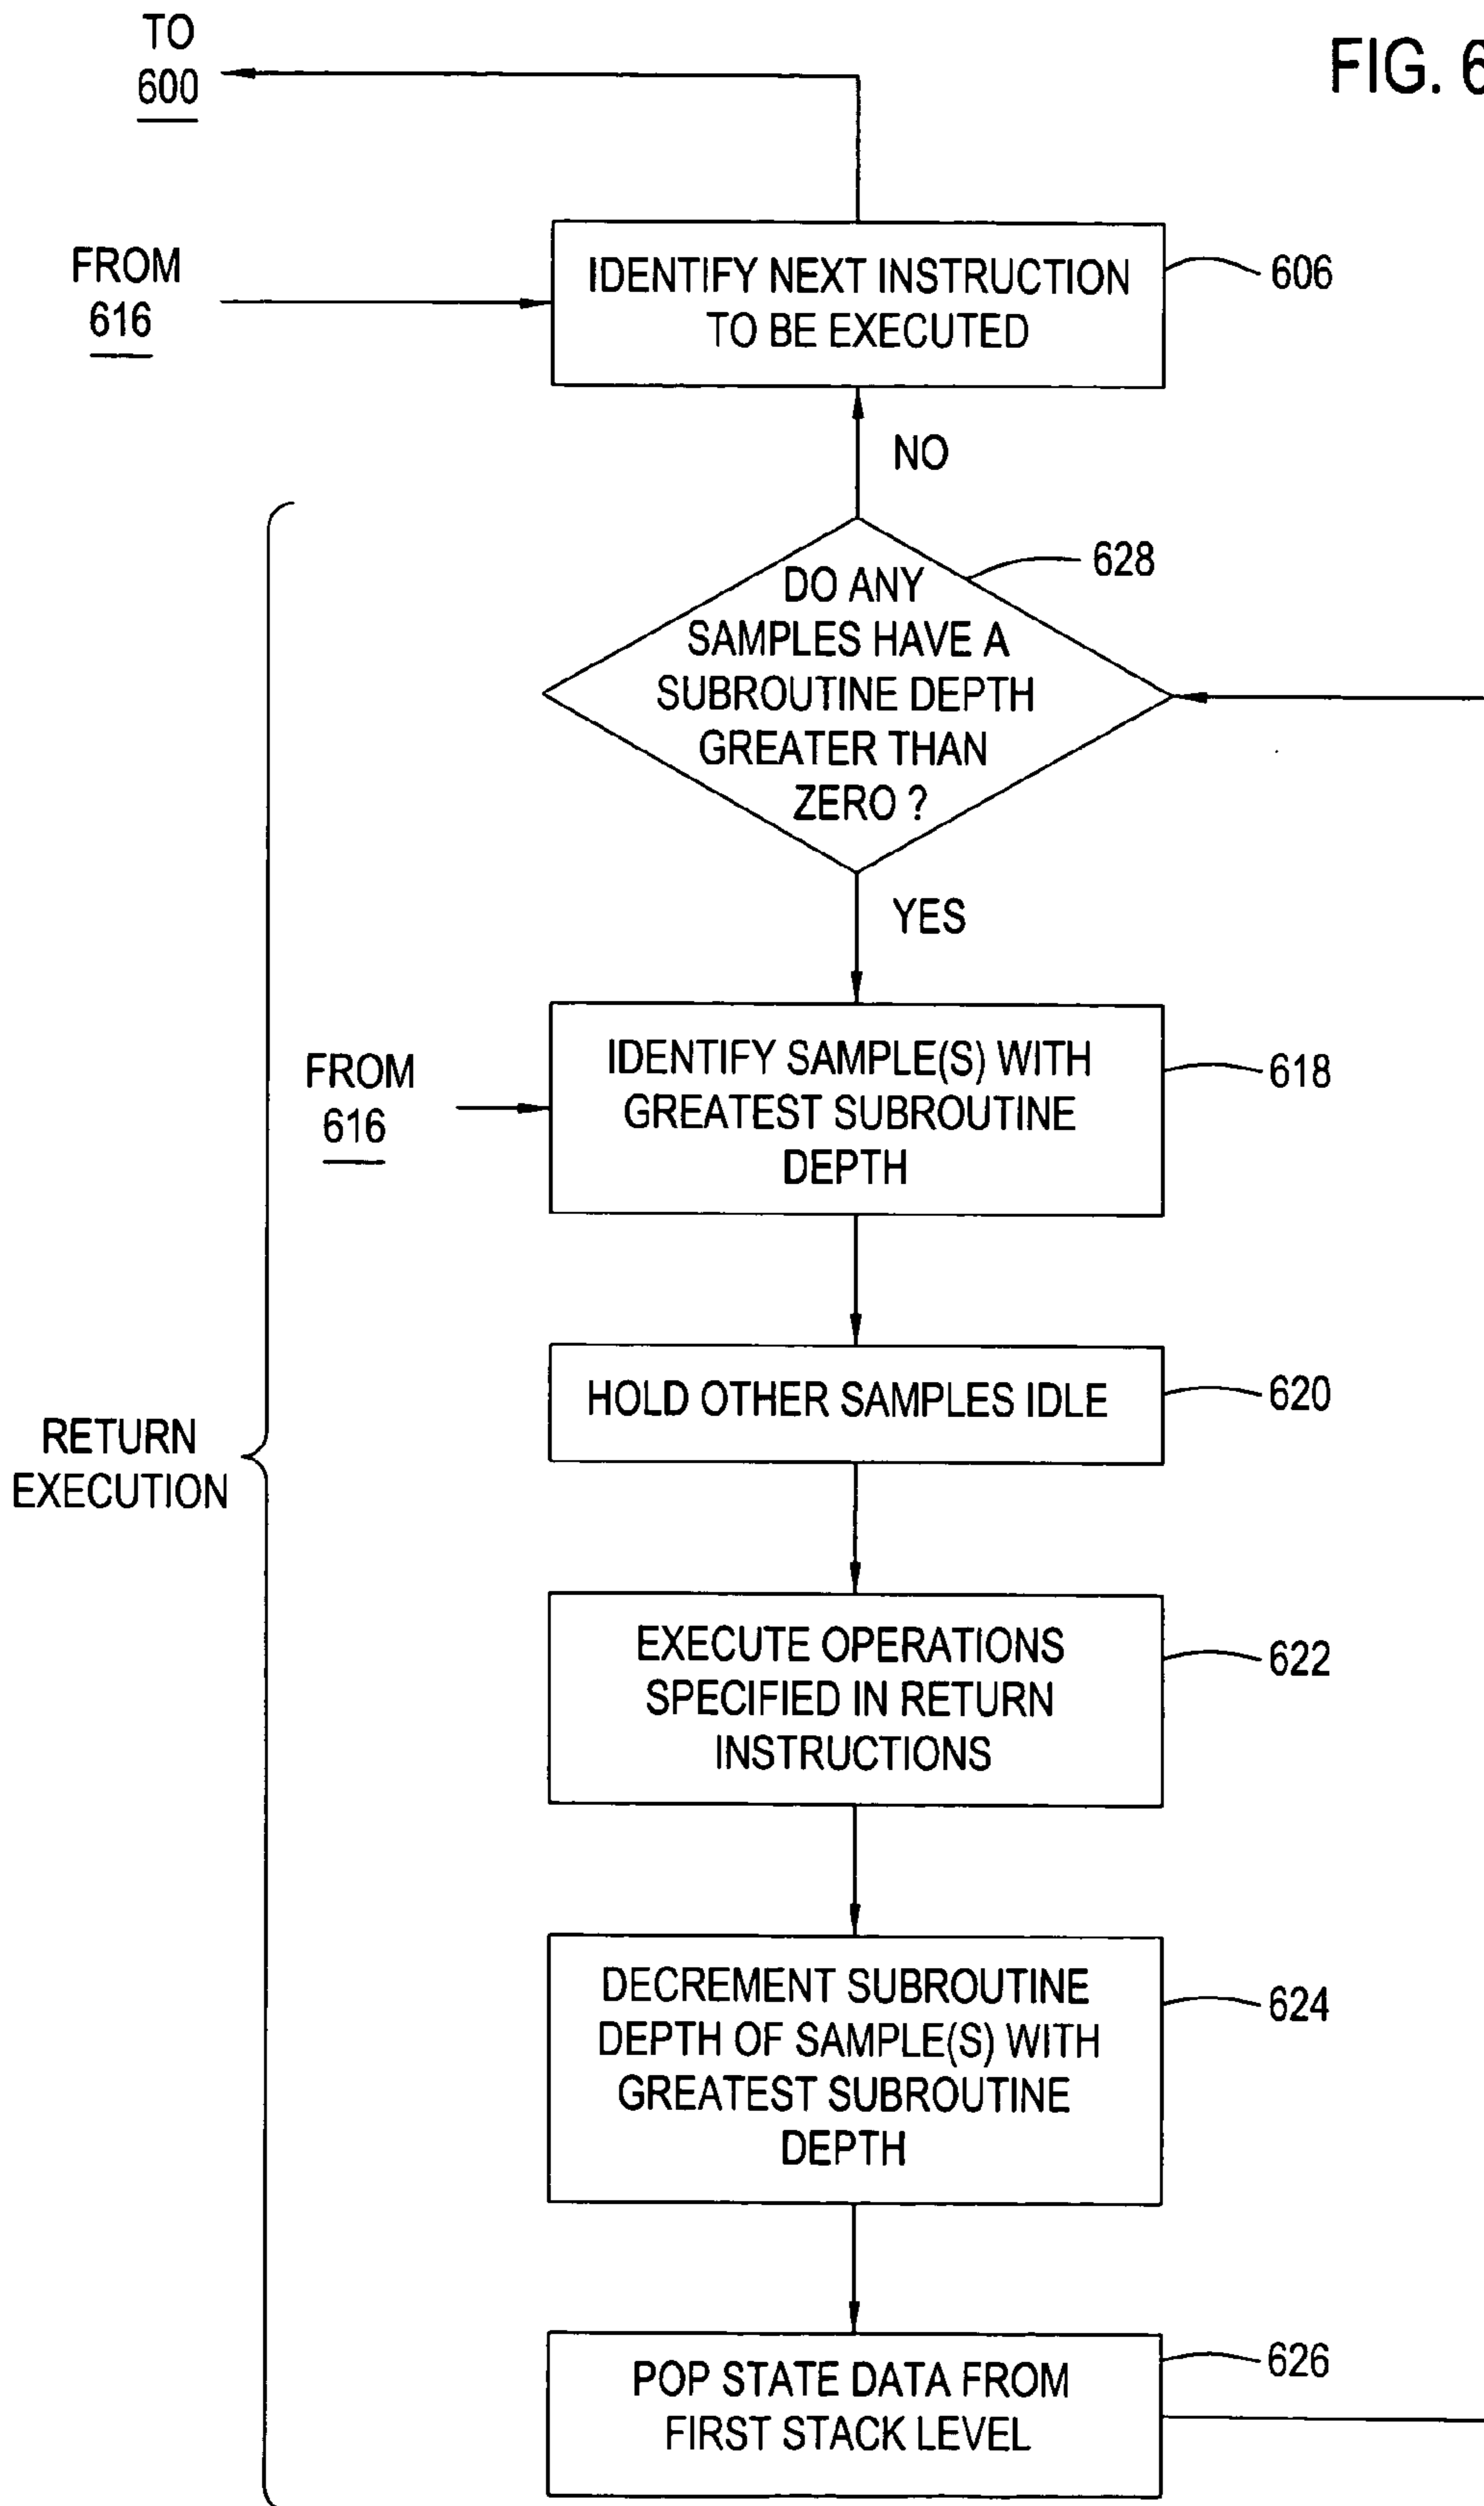 TO
600
FIG. 6
FROM
616
IDENTIFY NEXT INSTRUCTION
TO BE EXECUTED
606
NO
628
DO ANY
SAMPLES HAVE A
SUBROUTINE DEPTH
GREATER THAN
ZERO ?
YES
FROM
616
IDENTIFY SAMPLE(S) WITH
GREATEST SUBROUTINE
DEPTH
618
HOLD OTHER SAMPLES IDLE
620
RETURN
EXECUTION
EXECUTE OPERATIONS
SPECIFIED IN RETURN
INSTRUCTIONS
622
DECREMENT SUBROUTINE
DEPTH OF SAMPLE(S) WITH
GREATEST SUBROUTINE
DEPTH
624
POP STATE DATA FROM
FIRST STACK LEVEL
626